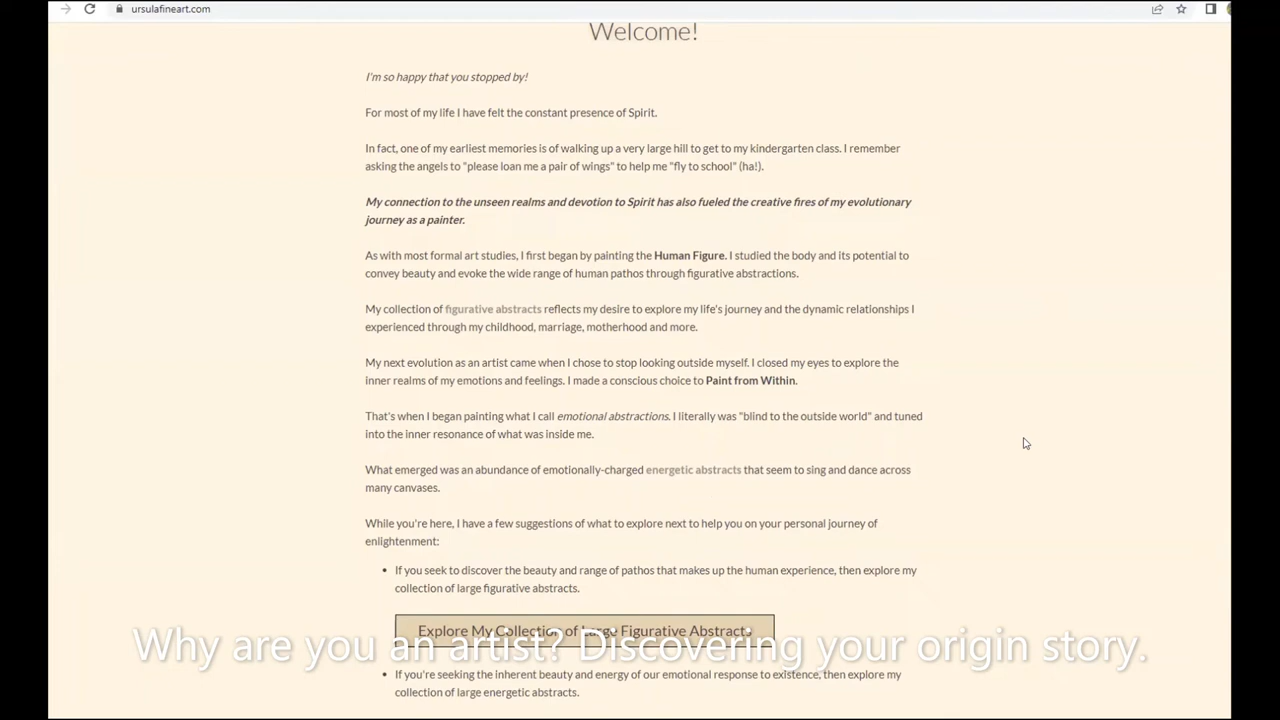 ursulafineart.com
Welcome!
I'm so happy that you stopped by!
For most of my life I have felt the constant presence of Spirit.
In fact, one of my earliest memories is of walking up a very large hill to get to my kindergarten class. I remember
asking the angels to "please loan me a pair of wings" to help me "fly to school" (ha!).
My connection to the unseen realms and devotion to Spirit has also fueled the creative fires of my evolutionary
journey as a painter.
As with most formal art studies, I first began by painting the Human Figure. I studied the body and its potential to
convey beauty and evoke the wide range of human pathos through figurative abstractions.
My collection of figurative abstracts reflects my desire to explore my life's journey and the dynamic relationships I
experienced through my childhood, marriage, motherhood and more.
My next evolution as an artist came when I chose to stop looking outside myself. I closed my eyes to explore the
inner realms of my emotions and feelings. I made a conscious choice to Paint from Within.
That's when I began painting what I call emotional abstractions. I literally was "blind to the outside world" and tuned
into the inner resonance of what was inside me.
What emerged was an abundance of emotionally-charged energetic abstracts that seem to sing and dance across
many canvases.
While you're here, I have a few suggestions of what to explore next to help you on your personal journey of
enlightenment:
• If you seek to discover the beauty and range of pathos that makes up the human experience, then explore my
collection of large figurative abstracts.
Explore My Collection of Large Figurative Abstracts
Why are you an artist? Discovering your origin story.
• If you're seeking the inherent beauty and energy of our emotional response to existence, then explore my
collection of large energetic abstracts.